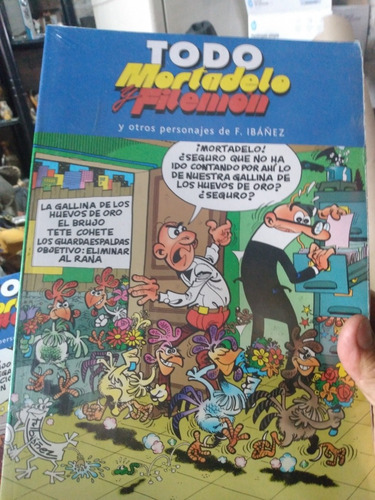 TODO
Mortadelo
y Filemón
y otros personajes de F. IBÁÑEZ
¡MORTADELO!
¿SEGURO QUE NO HA
IDO CONTANDO POR AHÍ LO
DE NUESTRA GALLINA DE
LOS HUEVOS DE ORO?
¿SEGURO?
LA GALLINA DE LOS
HUEVOS DE ORO
EL BRUJO
TETE COHETE
LOS GUARDAESPALDAS
OBJETIVO: ELIMINAR
AL RANA